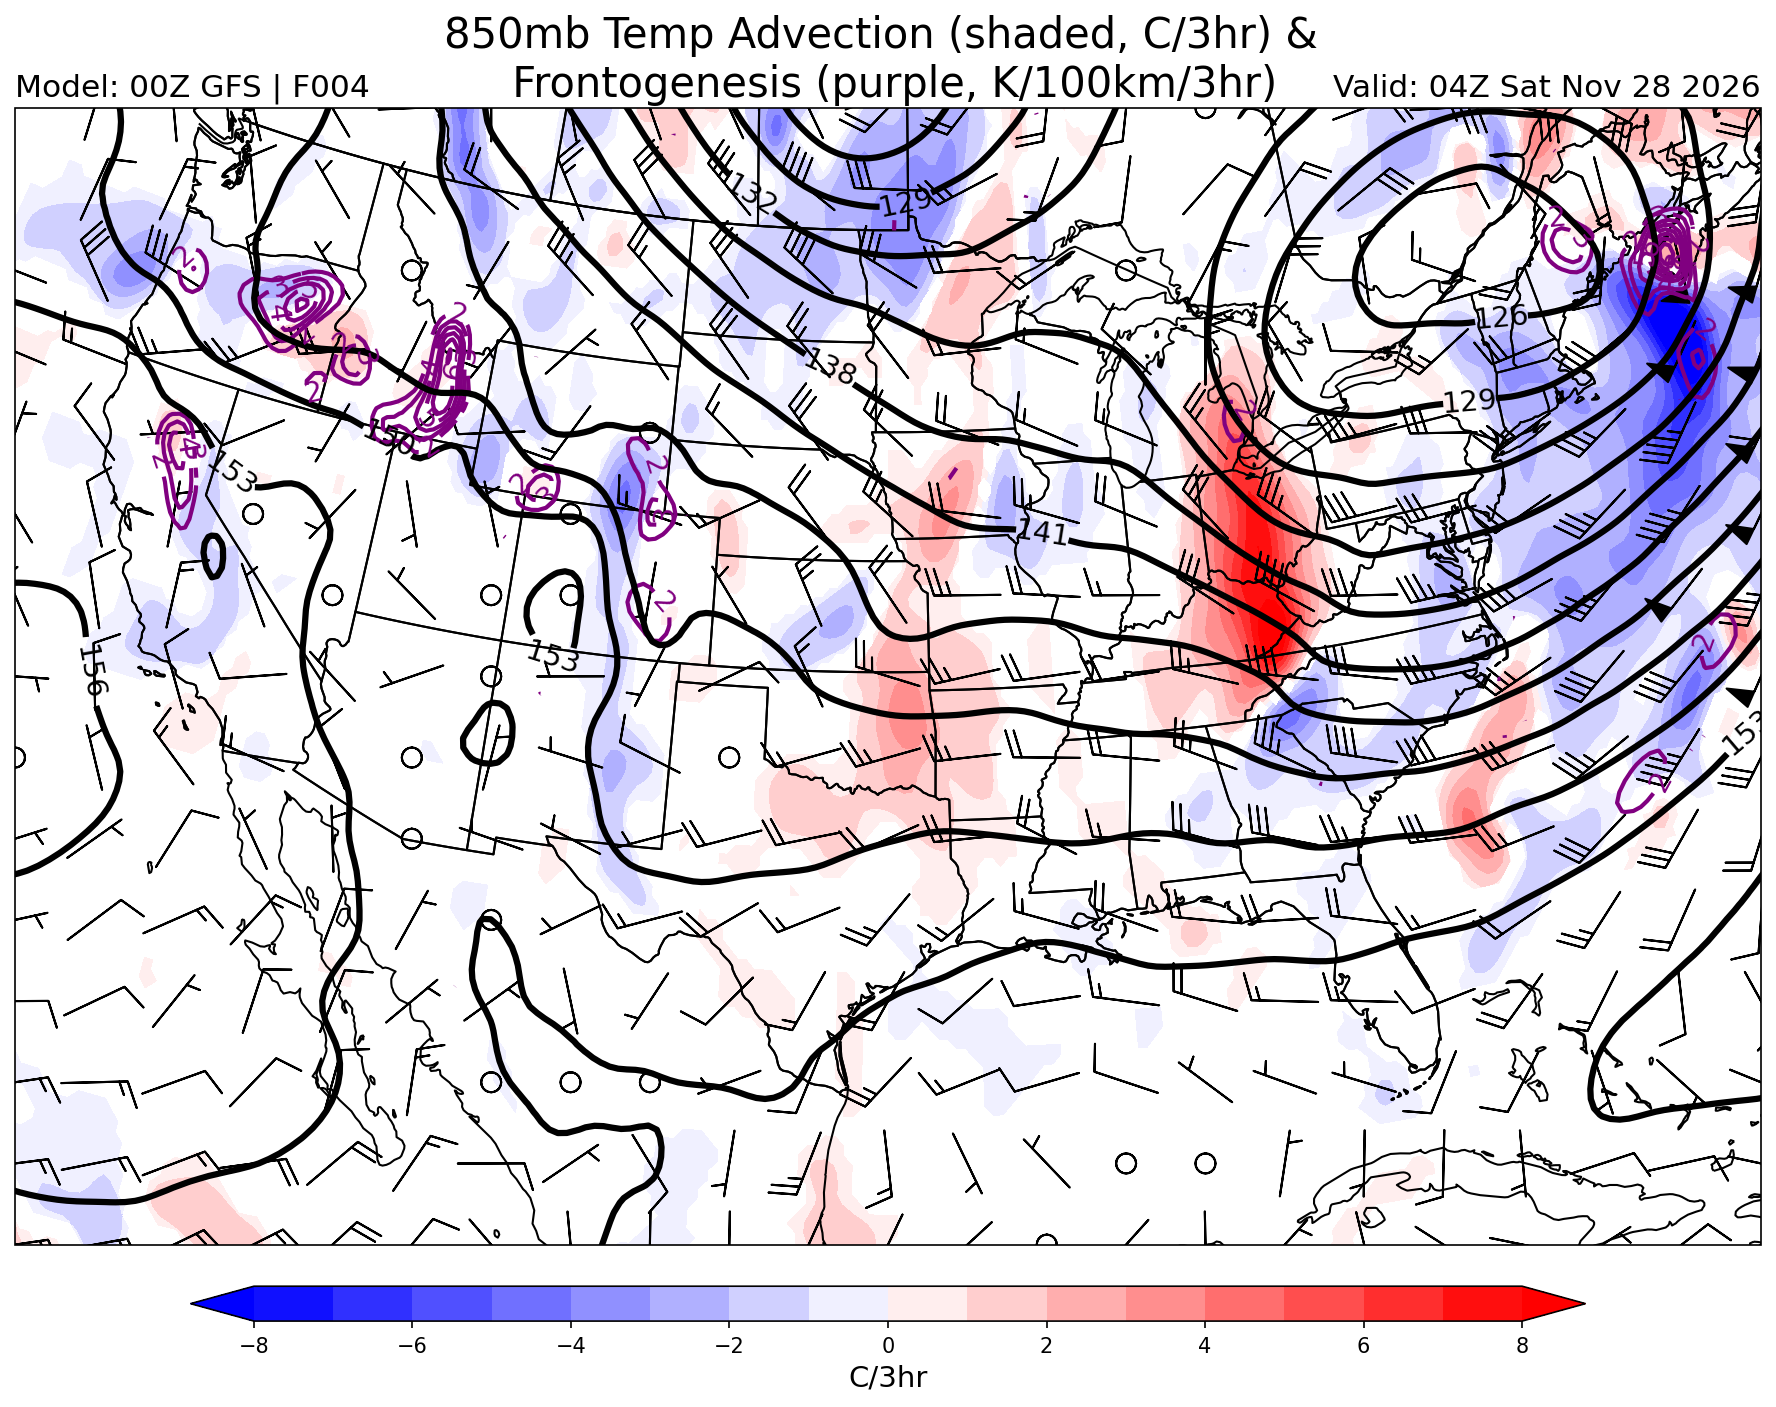 850mb Temp Advection (shaded, C/3hr) &
Model: 00Z GFS | F004
Frontogenesis (purple, K/100km/3hr)
Valid: 04Z Sat Nov 28 2026
132
129
126
138
129
150
153
141
153
156
153
−8 −6 −4 −2 0 2 4 6 8
C/3hr